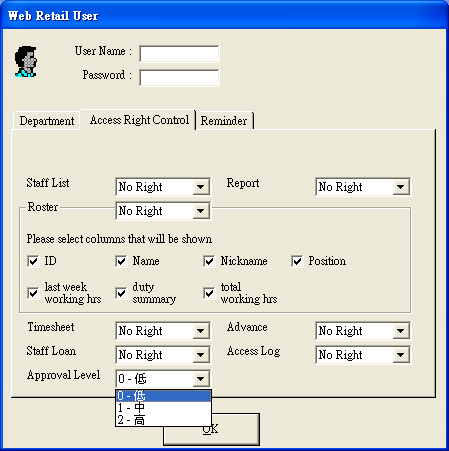 Web Retail User
User Name :
Password :
Department Access Right Control Reminder
Staff List No Right Report No Right
Roster No Right
Please select columns that will be shown
ID Name Nickname Position
last week working hrs duty summary total working hrs
Timesheet No Right Advance No Right
Staff Loan No Right Access Log No Right
Approval Level 0 - 低
0 - 低
1 - 中
2 - 高
OK